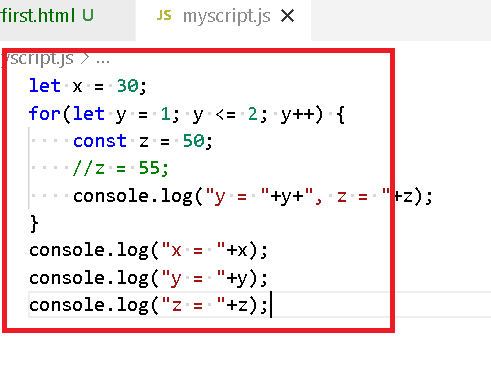 first.html U JS myscript.js ✕
yscript.js > ...
let x = 30;
for(let y = 1; y <= 2; y++) {
    const z = 50;
    //z = 55;
    console.log("y = "+y+", z = "+z);
}
console.log("x = "+x);
console.log("y = "+y);
console.log("z = "+z);